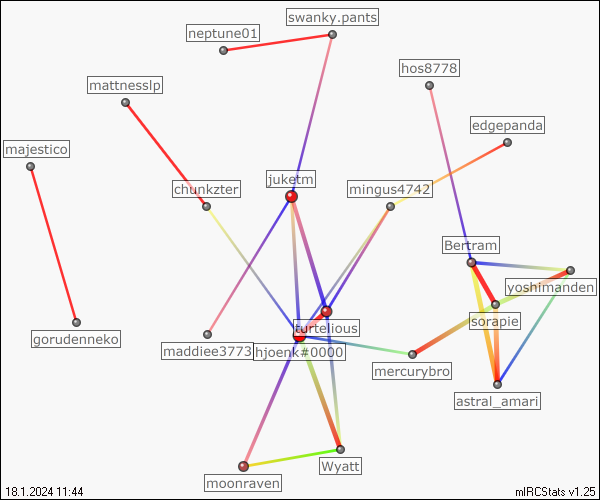 swanky.pants
neptune01
hos8778
mattnesslp
edgepanda
majestico
juketm
chunkzter
mingus4742
Bertram
yoshimanden
sorapie
turtelious
gorudenneko
maddiee3773
hjoenk#0000
mercurybro
astral_amari
Wyatt
moonraven
18.1.2024 11:44
mIRCStats v1.25